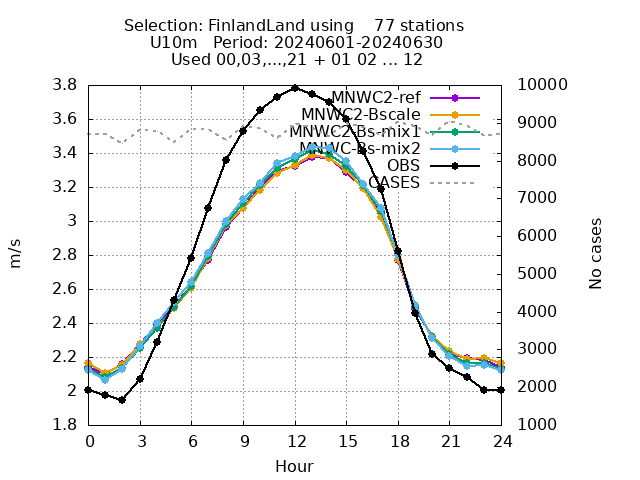 Selection: FinlandLand using    77 stations
U10m   Period: 20240601-20240630
Used 00,03,...,21 + 01 02 ... 12
MNWC2-ref
MNWC2-Bscale
MNWC2-Bs-mix1
MNWC-Bs-mix2
OBS
CASES
3.8
3.6
3.4
3.2
3
2.8
2.6
2.4
2.2
2
1.8
m/s
10000
9000
8000
7000
6000
5000
4000
3000
2000
1000
No cases
0 3 6 9 12 15 18 21 24
Hour